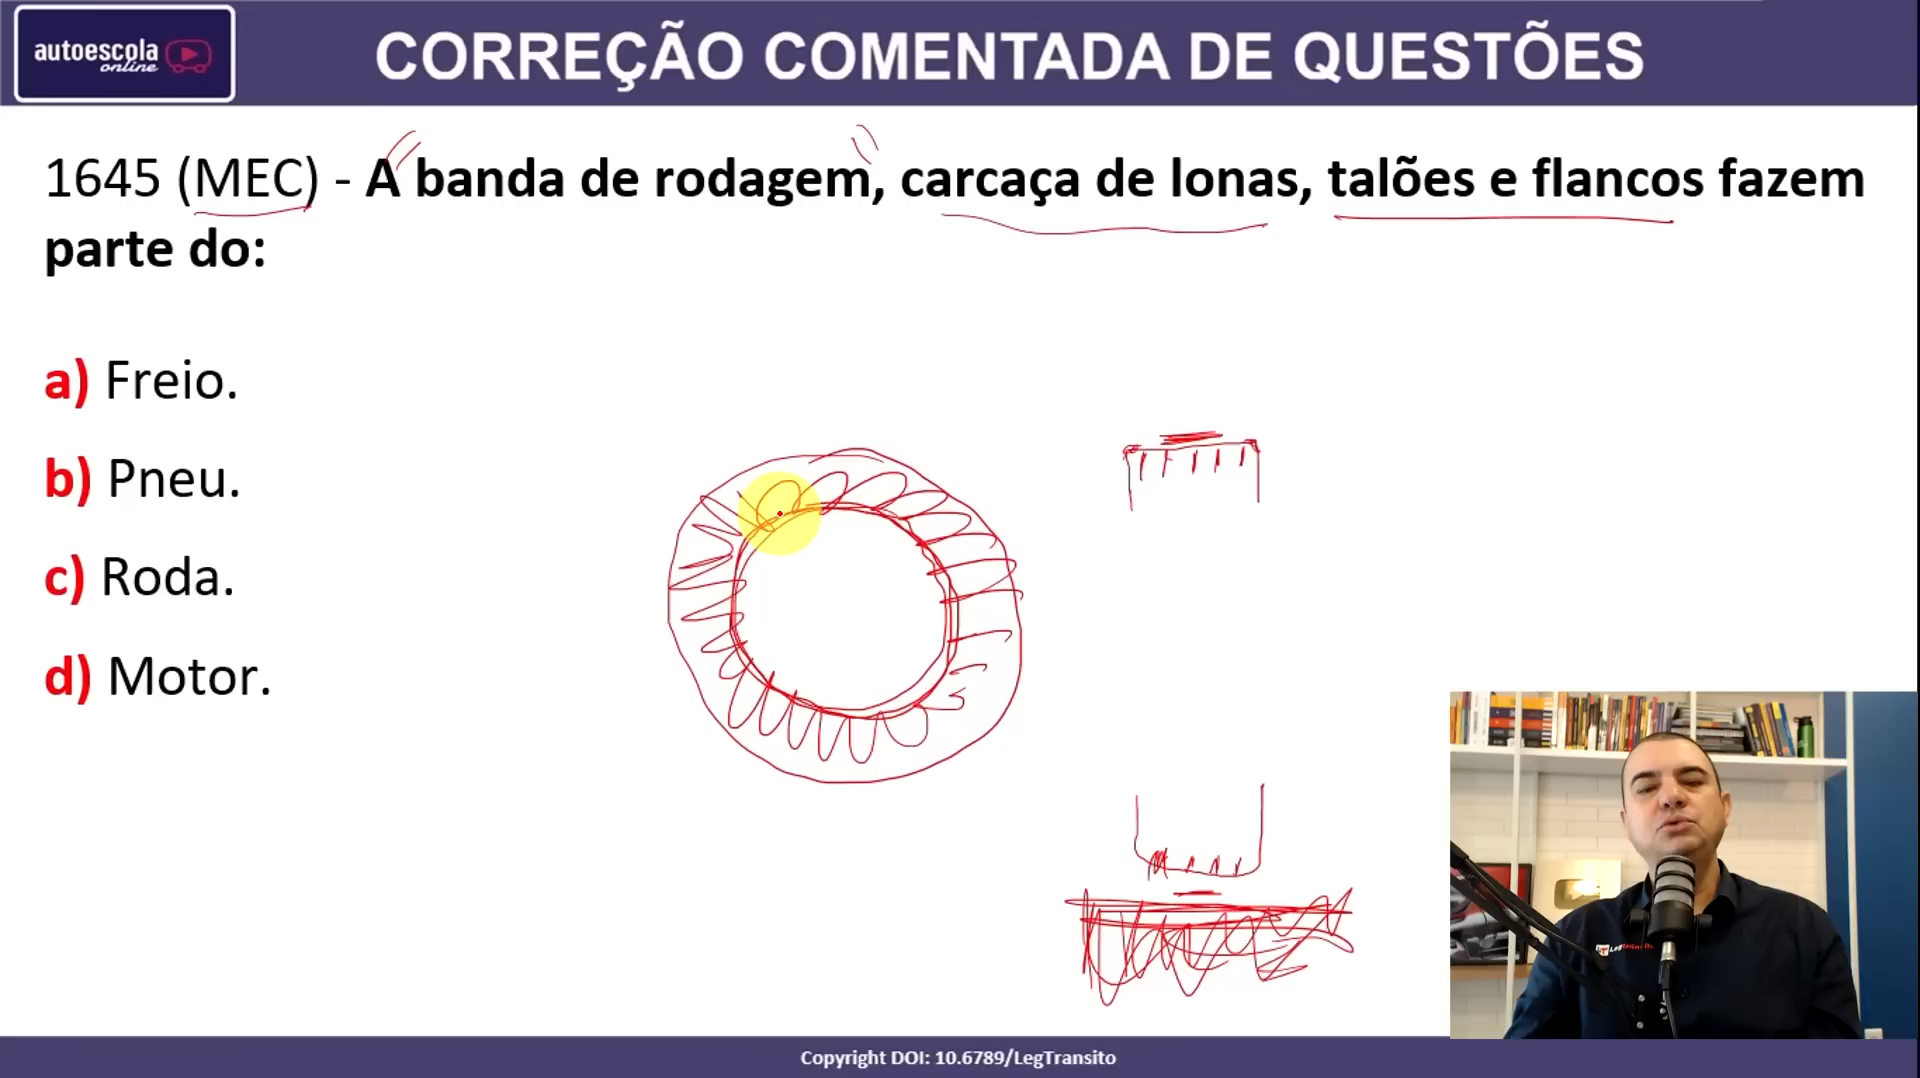 autoescola
online
CORREÇÃO COMENTADA DE QUESTÕES
1645 (MEC) - A banda de rodagem, carcaça de lonas, talões e flancos fazem
parte do:
a) Freio.
b) Pneu.
c) Roda.
d) Motor.
Legtransito
Copyright DOI: 10.6789/LegTransito